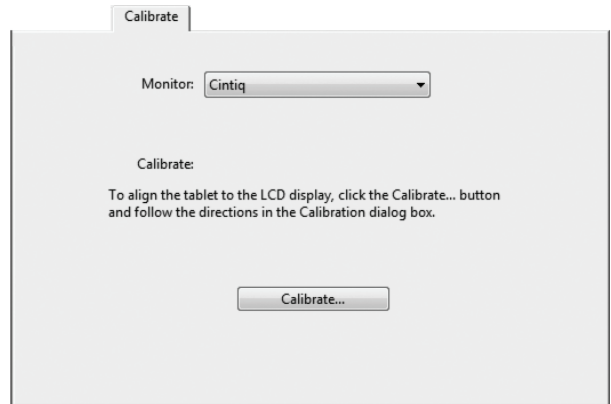 Calibrate
Monitor: Cintiq
Calibrate:
To align the tablet to the LCD display, click the Calibrate... button
and follow the directions in the Calibration dialog box.
Calibrate...